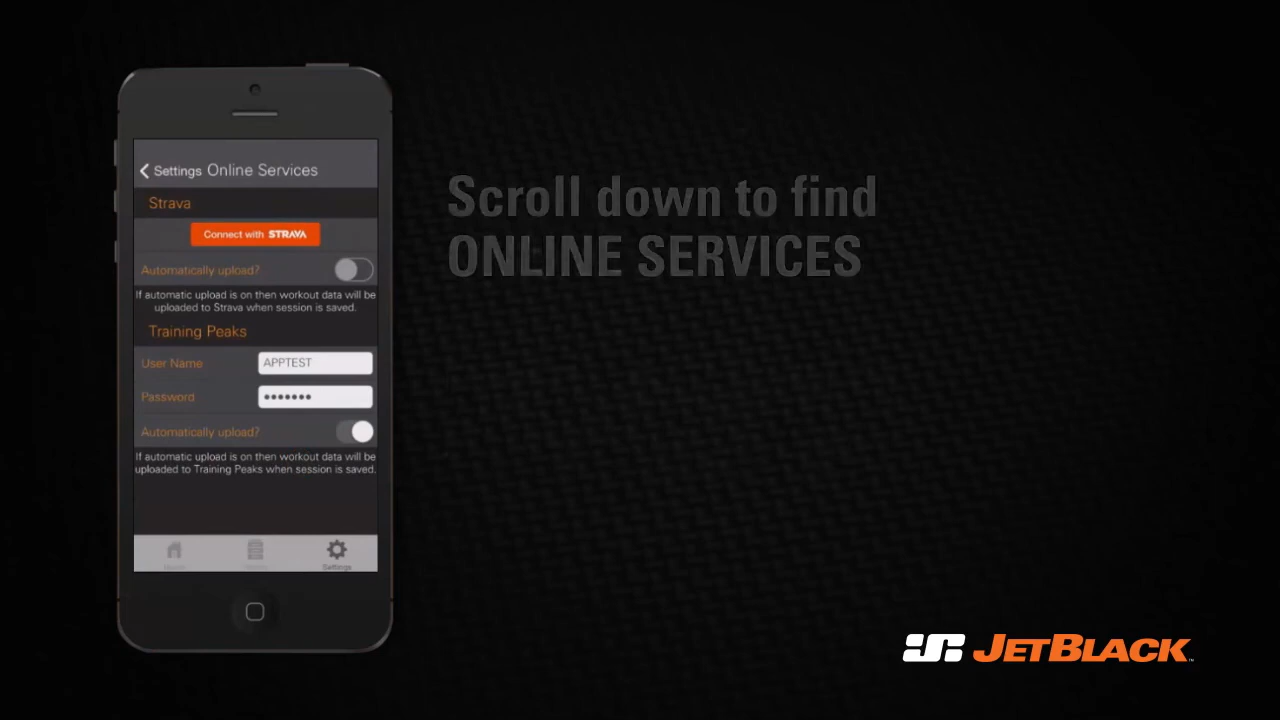 Settings Online Services
Strava
Connect with STRAVA
Automatically upload?
If automatic upload is on then workout data will be
uploaded to Strava when session is saved.
Training Peaks
User Name APPTEST
Password •••••••
Automatically upload?
If automatic upload is on then workout data will be
uploaded to Training Peaks when session is saved.
Settings
Scroll down to find
ONLINE SERVICES
JETBLACK